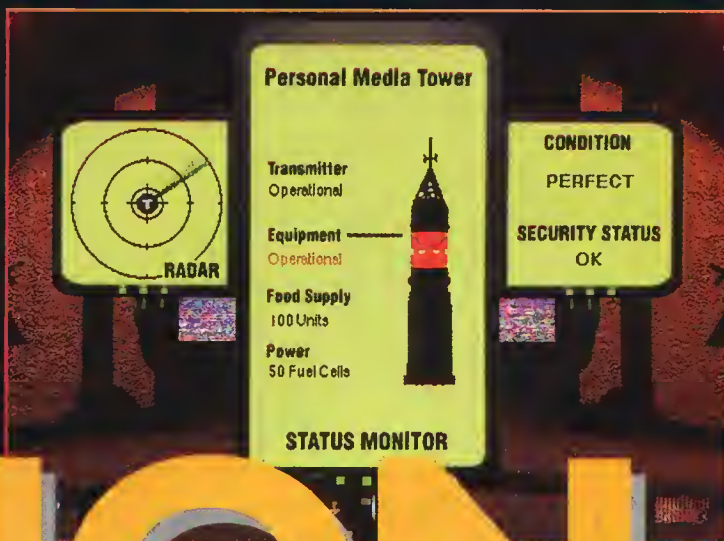 Personal Media Tower
Transmitter
Operational
Equipment
Operational
Food Supply
100 Units
Power
50 Fuel Cells
STATUS MONITOR
T
RADAR
CONDITION
PERFECT
SECURITY STATUS
OK